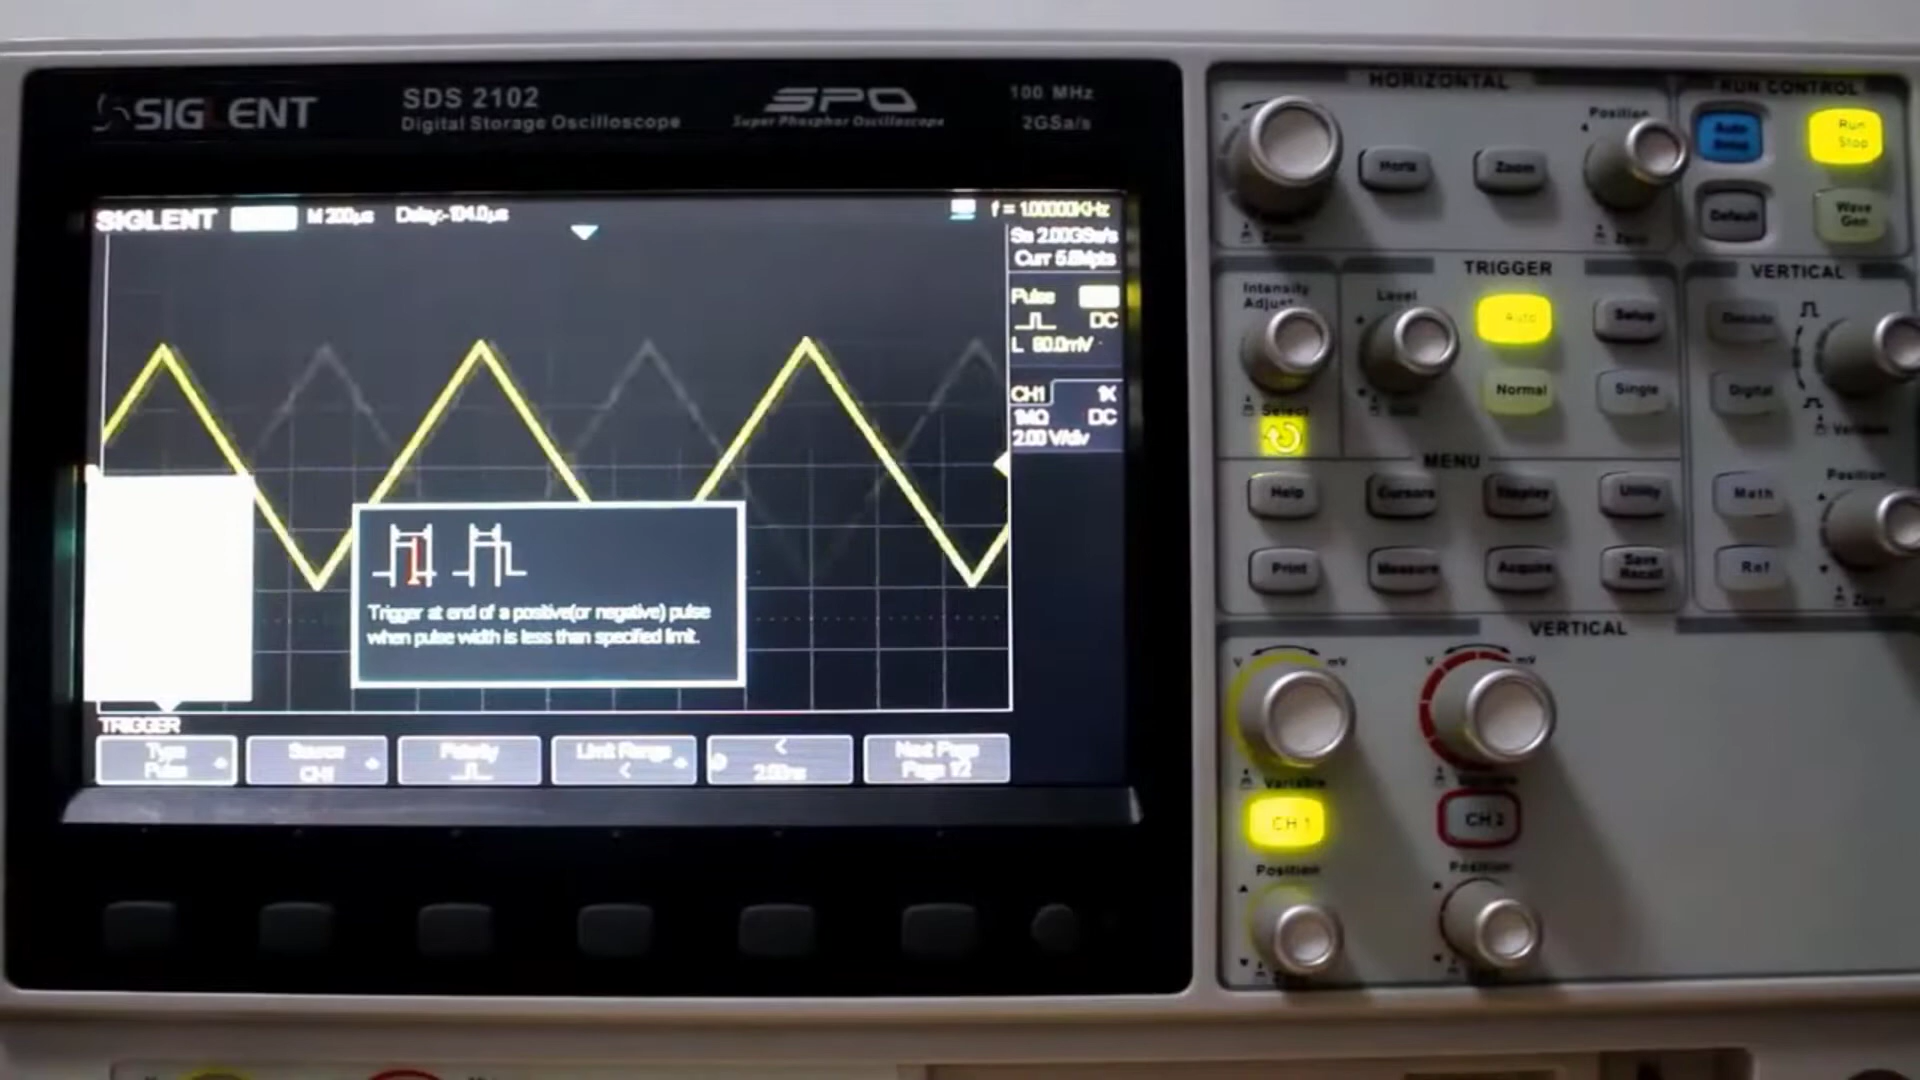 SIGLENT
SDS 2102
Digital Storage Oscilloscope
SPO
Super Phosphor Oscilloscope
100 MHz
2GSa/s
SIGLENT M 200µs Delay:-104.0µs
f = 1.00000KHz
Sa 2.00GSa/s
Curr 5.6Mpts
Pulse
DC
L 80.0mV
CH1 1X
1MΩ DC
2.00 V/div
Trigger at end of a positive(or negative) pulse
when pulse width is less than specified limit.
TRIGGER
Type
Pulse
Source
CH1
Polarity
Limit Range
<
<
2.00ns
Next Page
Page 1/2
HORIZONTAL
Horiz
Zoom
Position
Zoom
Zero
RUN CONTROL
Auto
Setup
Run
Stop
Default
Wave
Gen
TRIGGER
Intensity
Adjust
Select
Level
Auto
Setup
Normal
Single
VERTICAL
Decode
Digital
Math
Ref
Position
Zero
MENU
Help
Cursors
Display
Utility
Print
Measure
Acquire
Save
Recall
VERTICAL
V mV
V mV
Variable
Variable
CH 1
CH 2
Position
Position